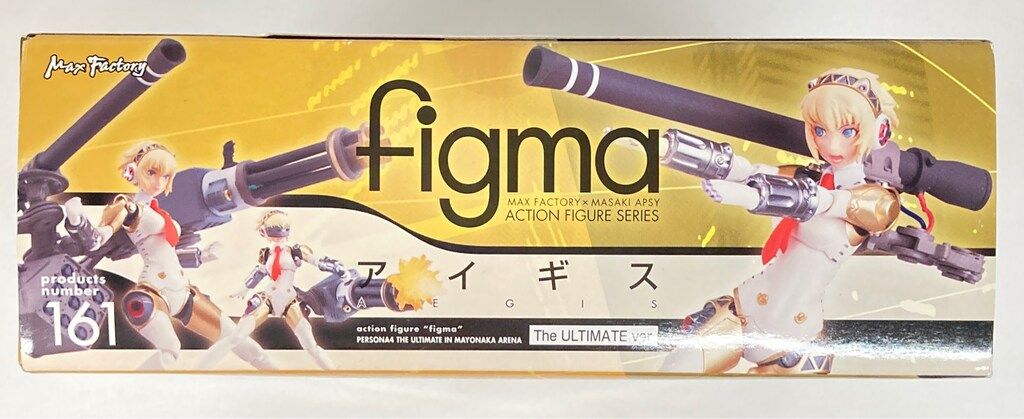 Max Factory
figma
MAX FACTORY × MASAKI APSY
ACTION FIGURE SERIES
アイギス
AEGIS
products
number
161
action figure "figma"
PERSONA4 THE ULTIMATE IN MAYONAKA ARENA
The ULTIMATE ver